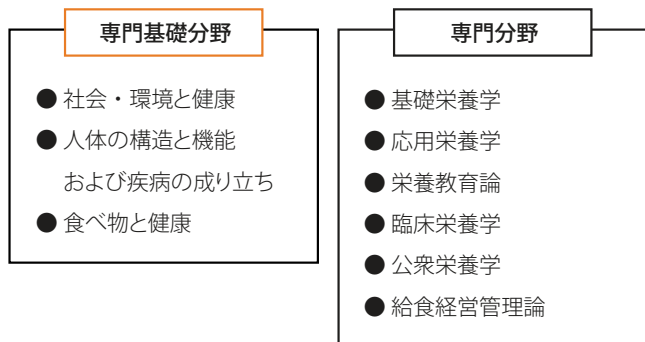 専門基礎分野
● 社会・環境と健康
● 人体の構造と機能
および疾病の成り立ち
● 食べ物と健康
専門分野
● 基礎栄養学
● 応用栄養学
● 栄養教育論
● 臨床栄養学
● 公衆栄養学
● 給食経営管理論